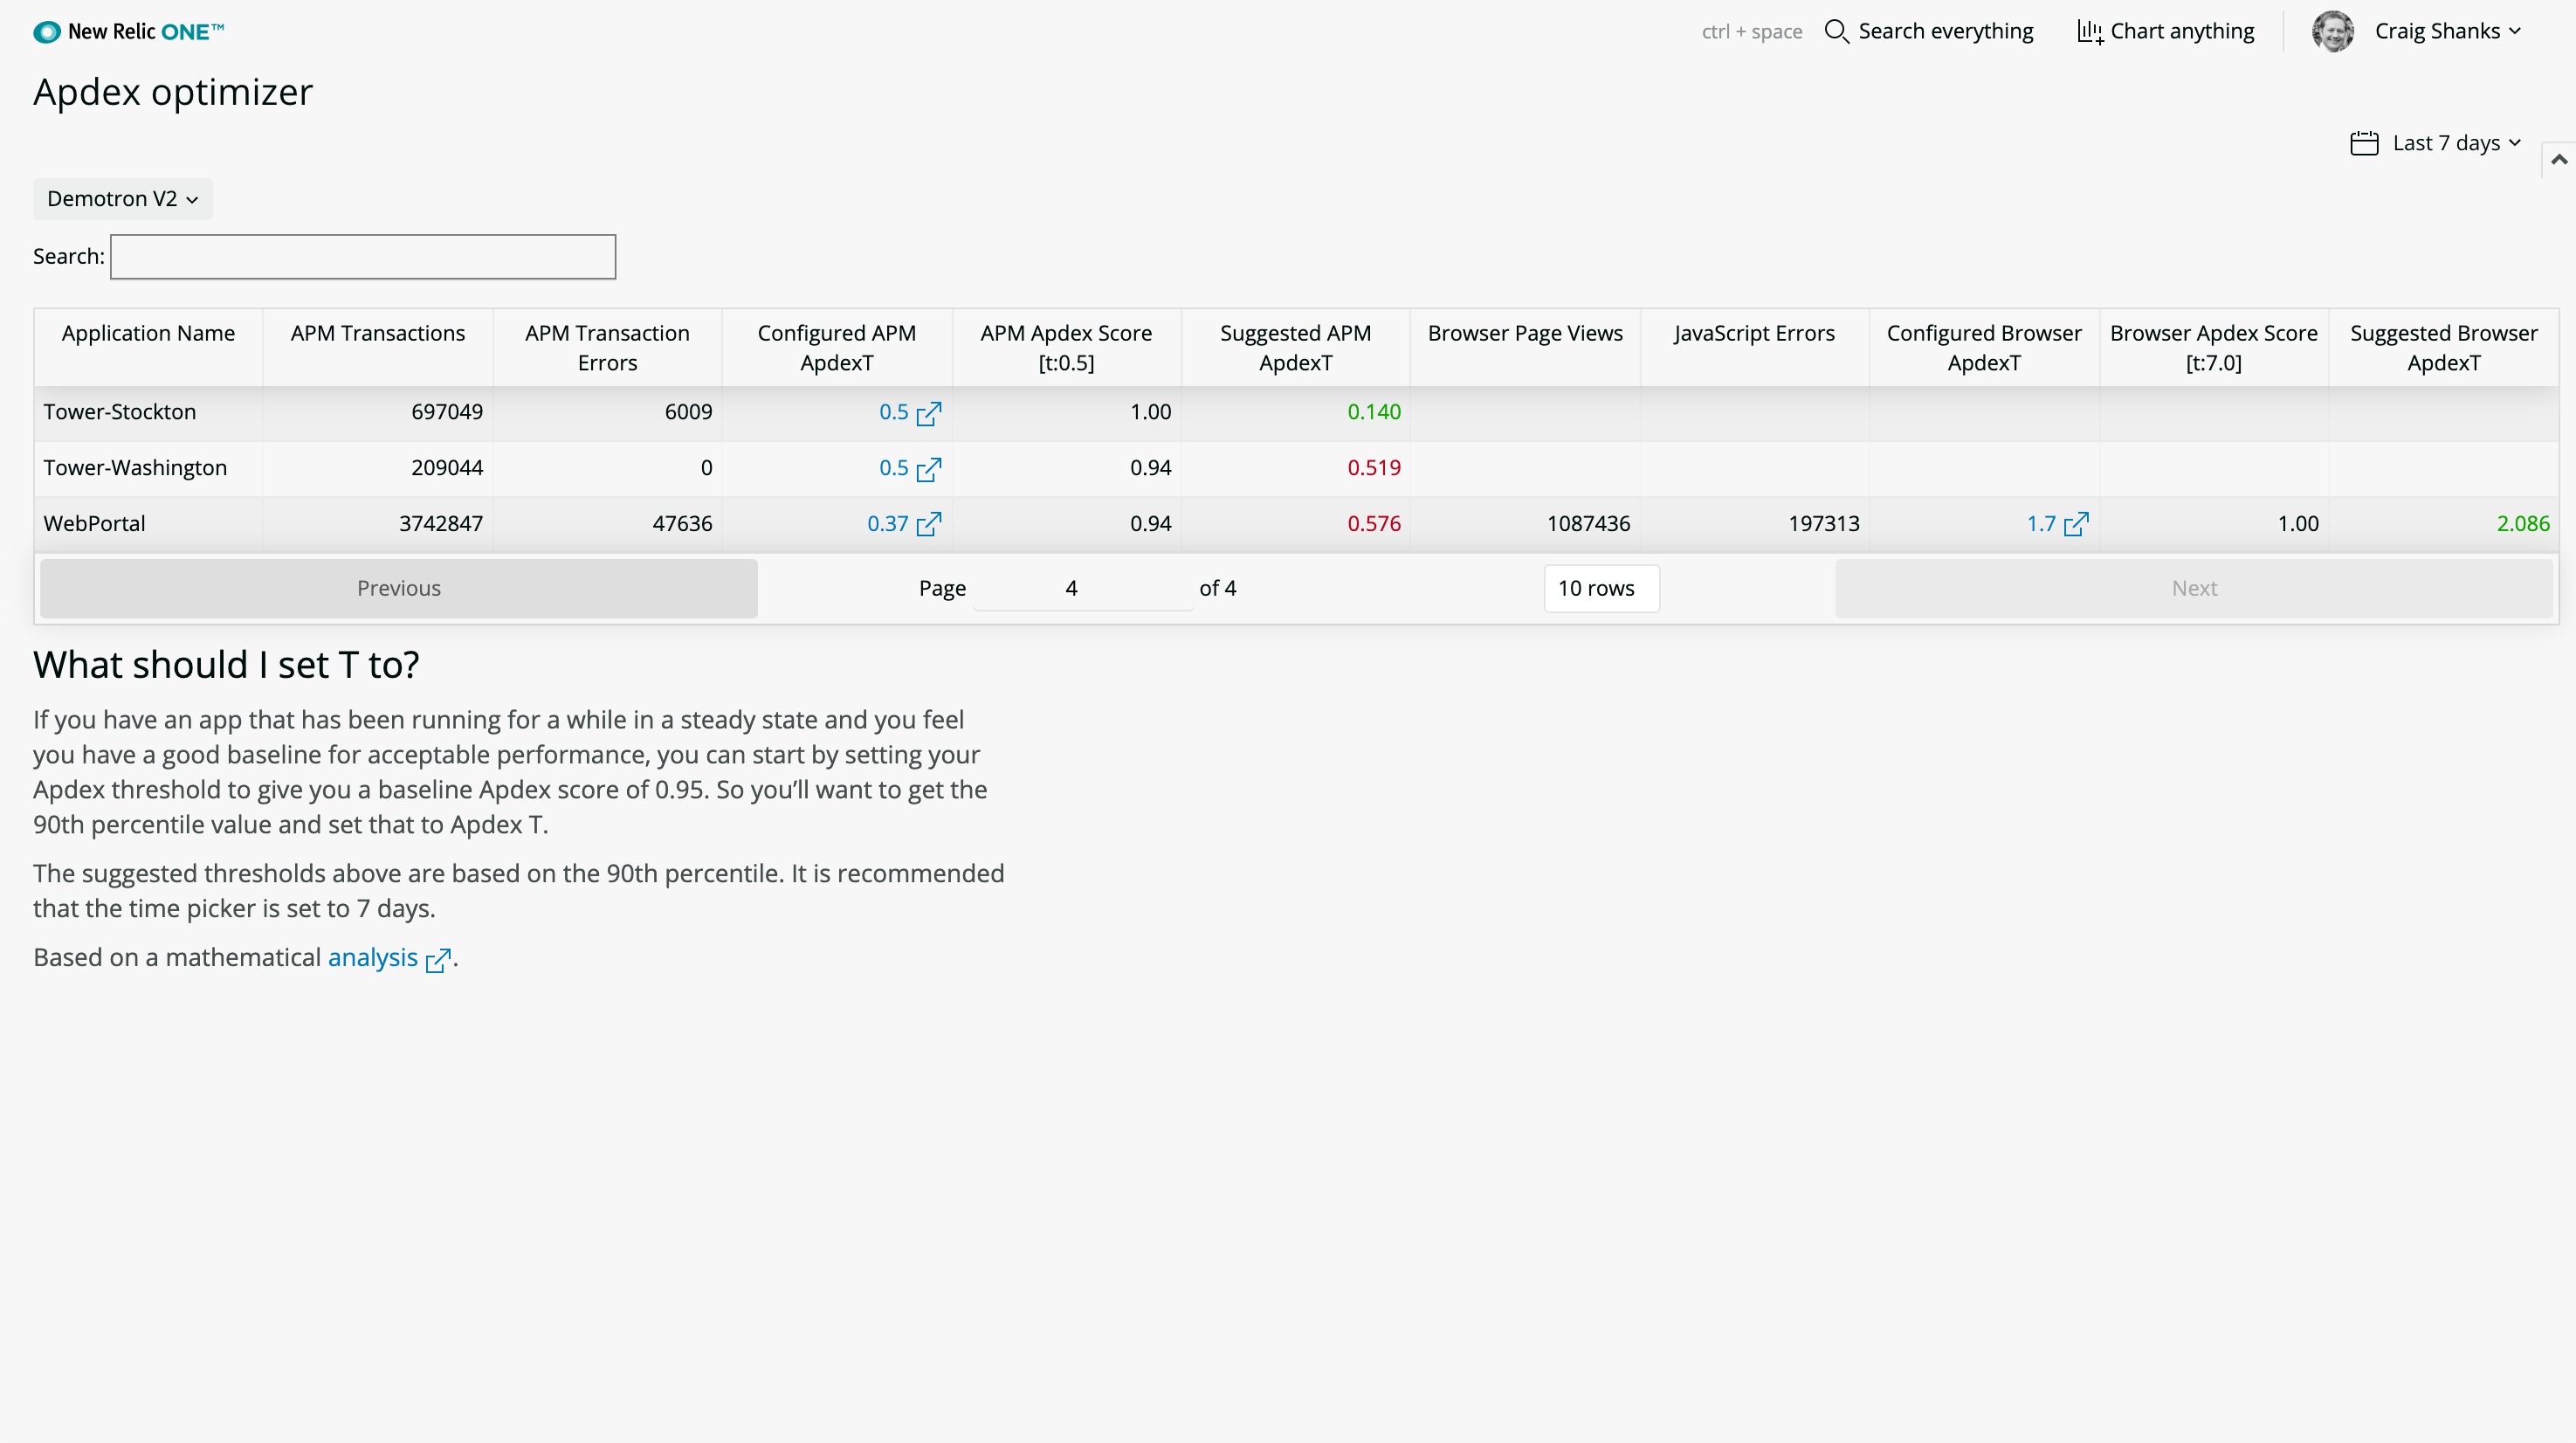 New Relic ONE™
ctrl + space Search everything Chart anything Craig Shanks
Apdex optimizer
Last 7 days
Demotron V2
Search:
Application Name APM Transactions APM Transaction Errors Configured APM ApdexT APM Apdex Score [t:0.5] Suggested APM ApdexT Browser Page Views JavaScript Errors Configured Browser ApdexT Browser Apdex Score [t:7.0] Suggested Browser ApdexT
Tower-Stockton 697049 6009 0.5 1.00 0.140
Tower-Washington 209044 0 0.5 0.94 0.519
WebPortal 3742847 47636 0.37 0.94 0.576 1087436 197313 1.7 1.00 2.086
Previous Page 4 of 4 10 rows Next
What should I set T to?
If you have an app that has been running for a while in a steady state and you feel
you have a good baseline for acceptable performance, you can start by setting your
Apdex threshold to give you a baseline Apdex score of 0.95. So you’ll want to get the
90th percentile value and set that to Apdex T.
The suggested thresholds above are based on the 90th percentile. It is recommended
that the time picker is set to 7 days.
Based on a mathematical analysis .